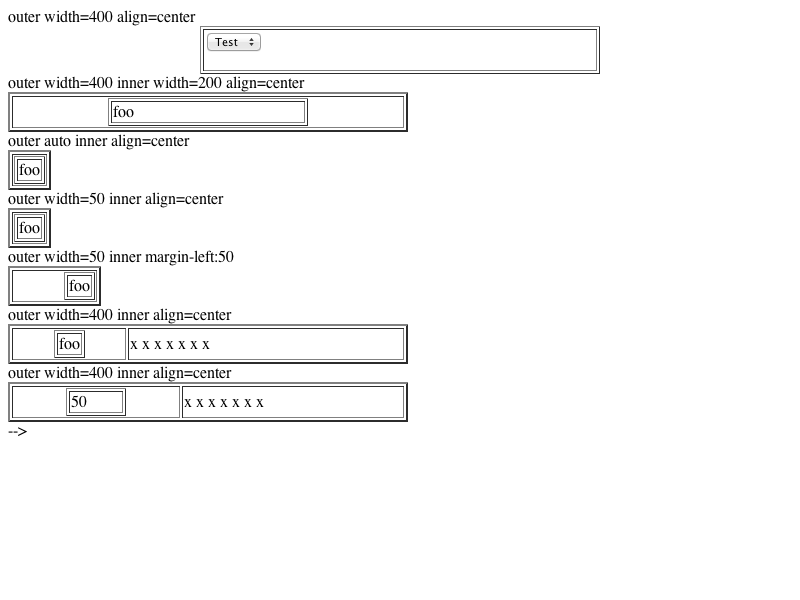 outer width=400 align=center
Test
outer width=400 inner width=200 align=center
foo
outer auto inner align=center
foo
outer width=50 inner align=center
foo
outer width=50 inner margin-left:50
foo
outer width=400 inner align=center
foo x x x x x x x
outer width=400 inner align=center
50 x x x x x x x
-->